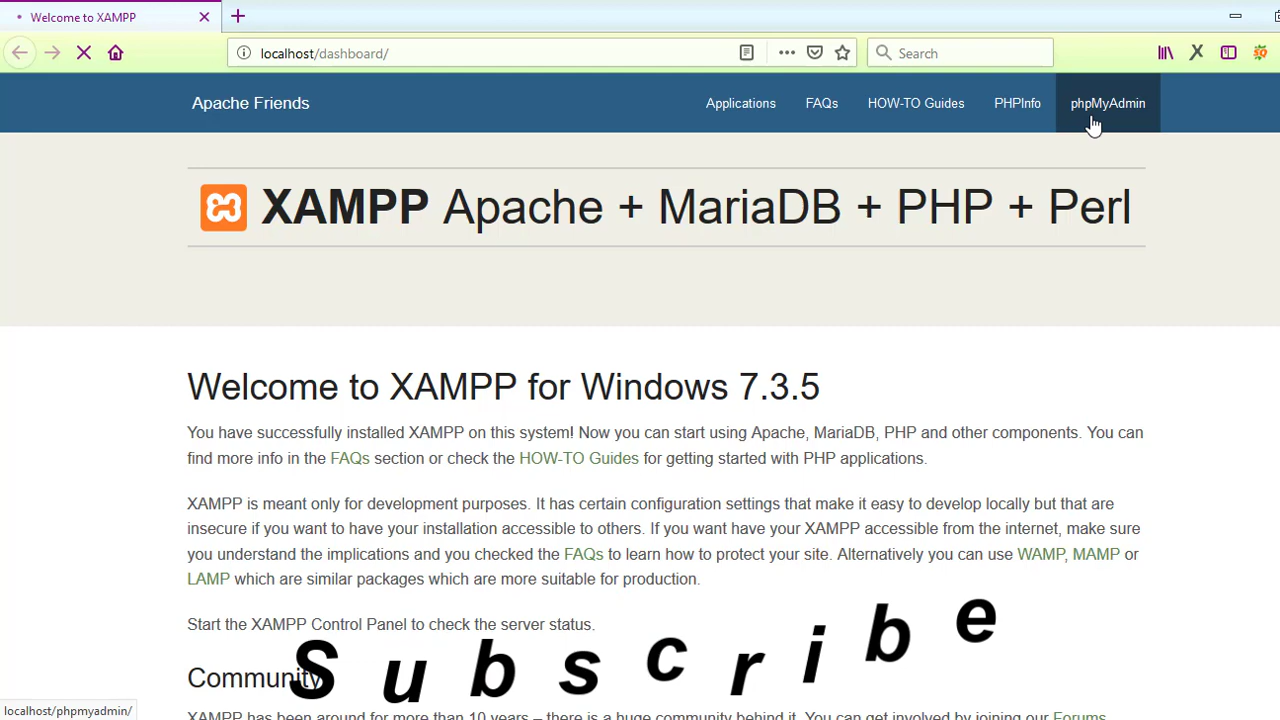 Welcome to XAMPP
localhost/dashboard/
Search
Apache Friends
Applications
FAQs
HOW-TO Guides
PHPInfo
phpMyAdmin
XAMPP Apache + MariaDB + PHP + Perl
Welcome to XAMPP for Windows 7.3.5
You have successfully installed XAMPP on this system! Now you can start using Apache, MariaDB, PHP and other components. You can
find more info in the FAQs section or check the HOW-TO Guides for getting started with PHP applications.
XAMPP is meant only for development purposes. It has certain configuration settings that make it easy to develop locally but that are
insecure if you want to have your installation accessible to others. If you want have your XAMPP accessible from the internet, make sure
you understand the implications and you checked the FAQs to learn how to protect your site. Alternatively you can use WAMP, MAMP or
LAMP which are similar packages which are more suitable for production.
Start the XAMPP Control Panel to check the server status.
Subscribe
Community
localhost/phpmyadmin/
XAMPP has been around for more than 10 years – there is a huge community behind it. You can get involved by joining our Forums